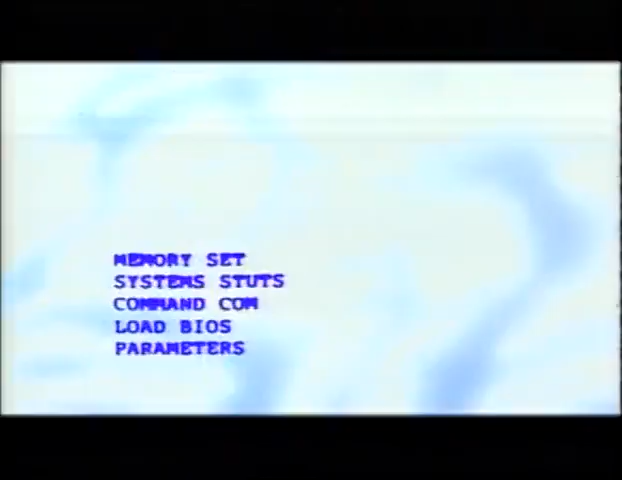 MEMORY SET
SYSTEMS STUTS
COMMAND COM
LOAD BIOS
PARAMETERS